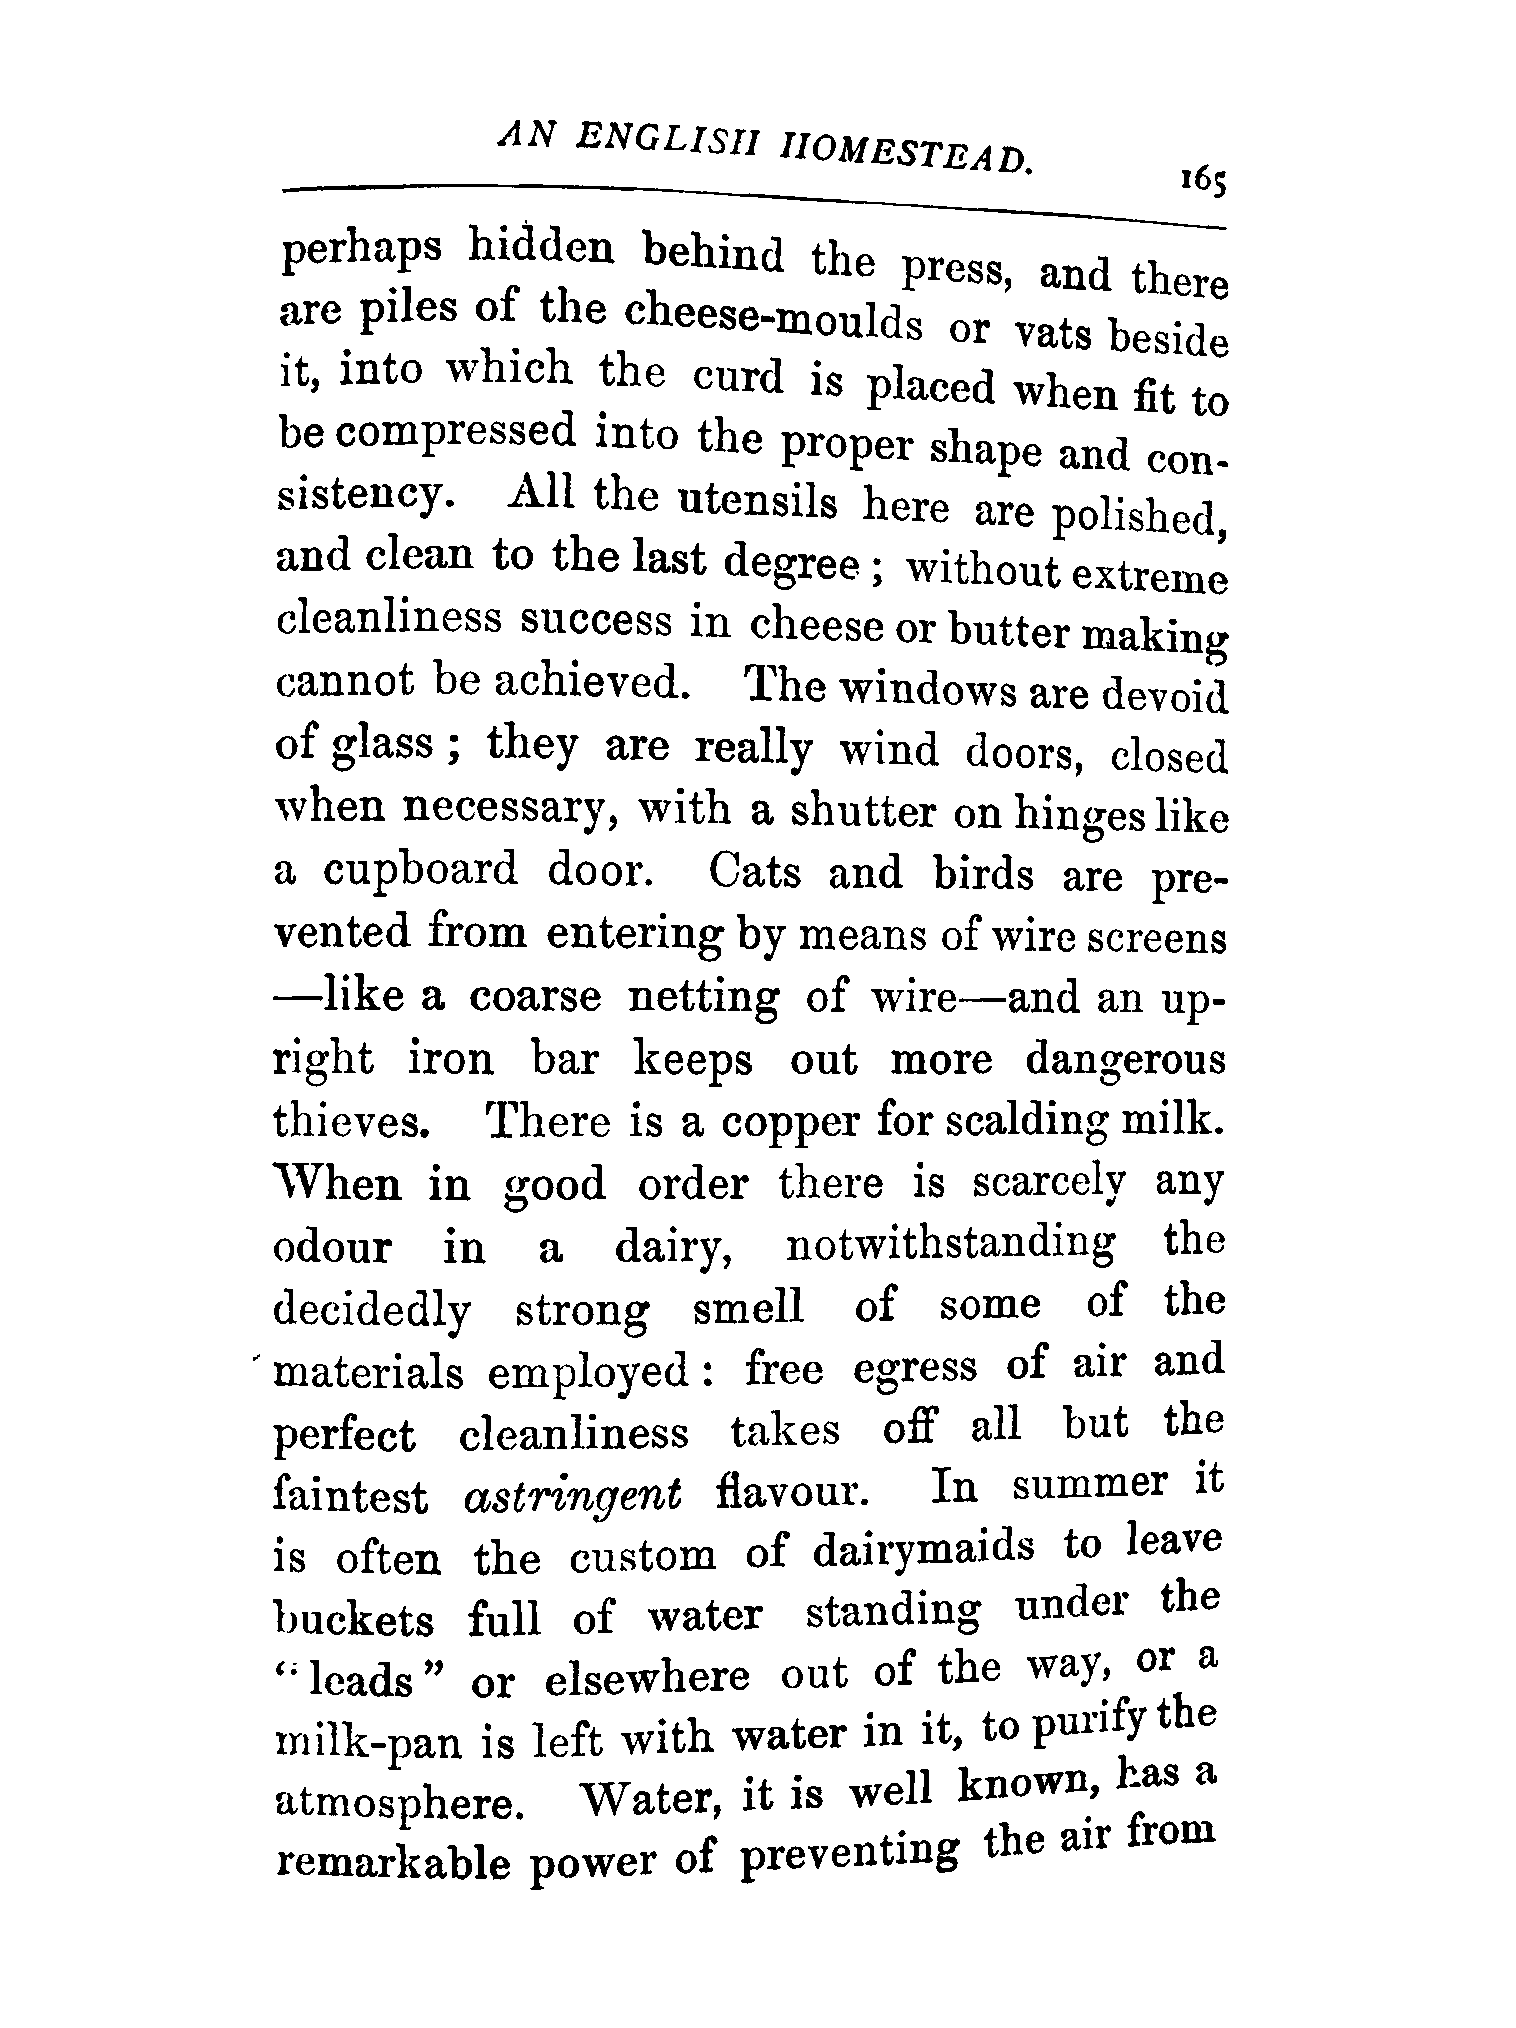 AN ENGLISH HOMESTEAD. 165
perhaps hidden behind the press, and there
are piles of the cheese-moulds or vats beside
it, into which the curd is placed when fit to
be compressed into the proper shape and con-
sistency. All the utensils here are polished,
and clean to the last degree; without extreme
cleanliness success in cheese or butter making
cannot be achieved. The windows are devoid
of glass; they are really wind doors, closed
when necessary, with a shutter on hinges like
a cupboard door. Cats and birds are pre-
vented from entering by means of wire screens
—like a coarse netting of wire—and an up-
right iron bar keeps out more dangerous
thieves. There is a copper for scalding milk.
When in good order there is scarcely any
odour in a dairy, notwithstanding the
decidedly strong smell of some of the
materials employed: free egress of air and
perfect cleanliness takes off all but the
faintest astringent flavour. In summer it
is often the custom of dairymaids to leave
buckets full of water standing under the
“leads” or elsewhere out of the way, or a
milk-pan is left with water in it, to purify the
atmosphere. Water, it is well known, has a
remarkable power of preventing the air from